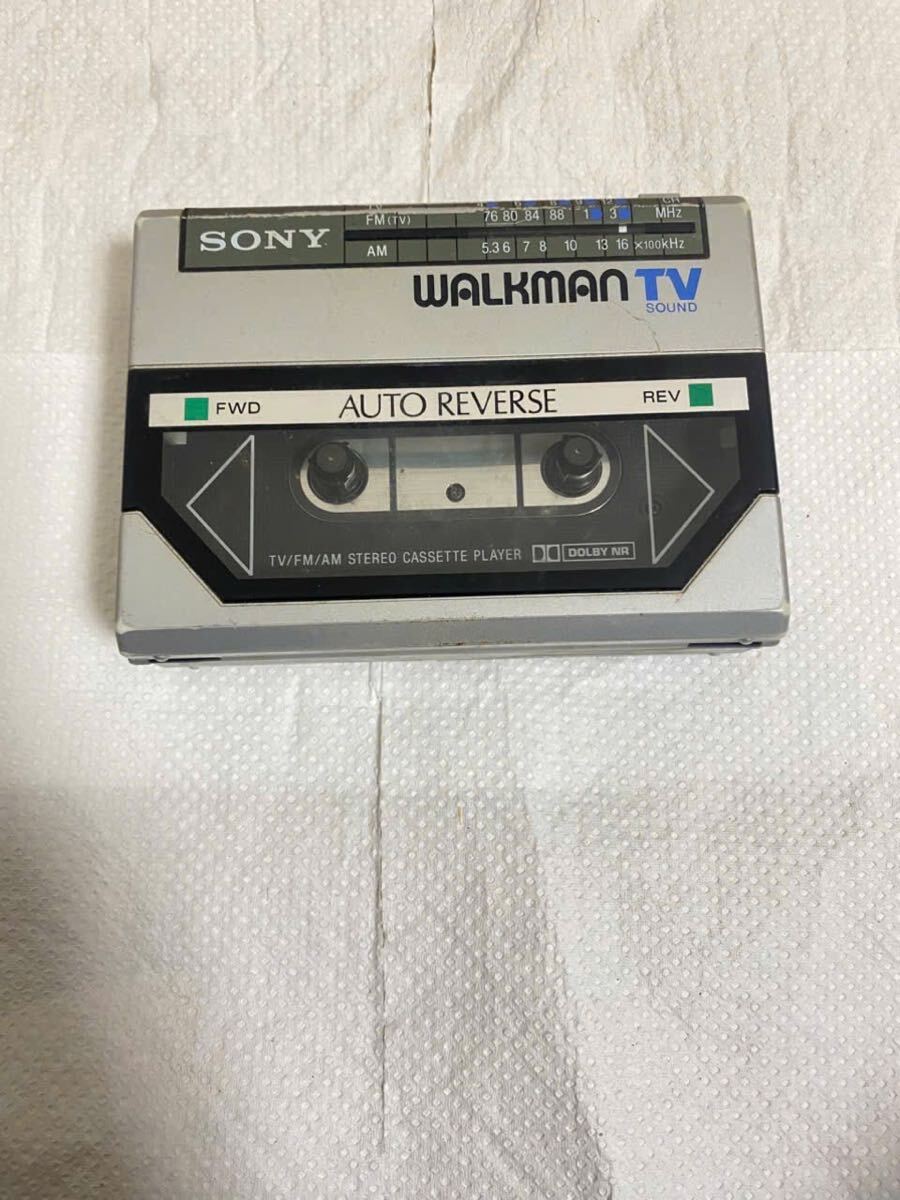 FM (TV) 76 80 84 88 1 3 MHz
SONY
AM 5.3 6 7 8 10 13 16 ×100kHz
WALKMAN TV
SOUND
FWD AUTO REVERSE REV
TV/FM/AM STEREO CASSETTE PLAYER DOLBY NR